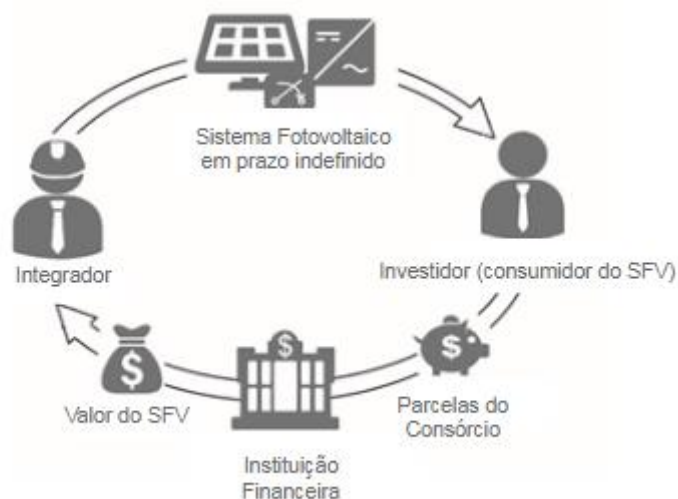 Sistema Fotovoltaico
em prazo indefinido
Integrador
Investidor (consumidor do SFV)
$
$
$
Valor do SFV
Parcelas do
Consórcio
Instituição
Financeira